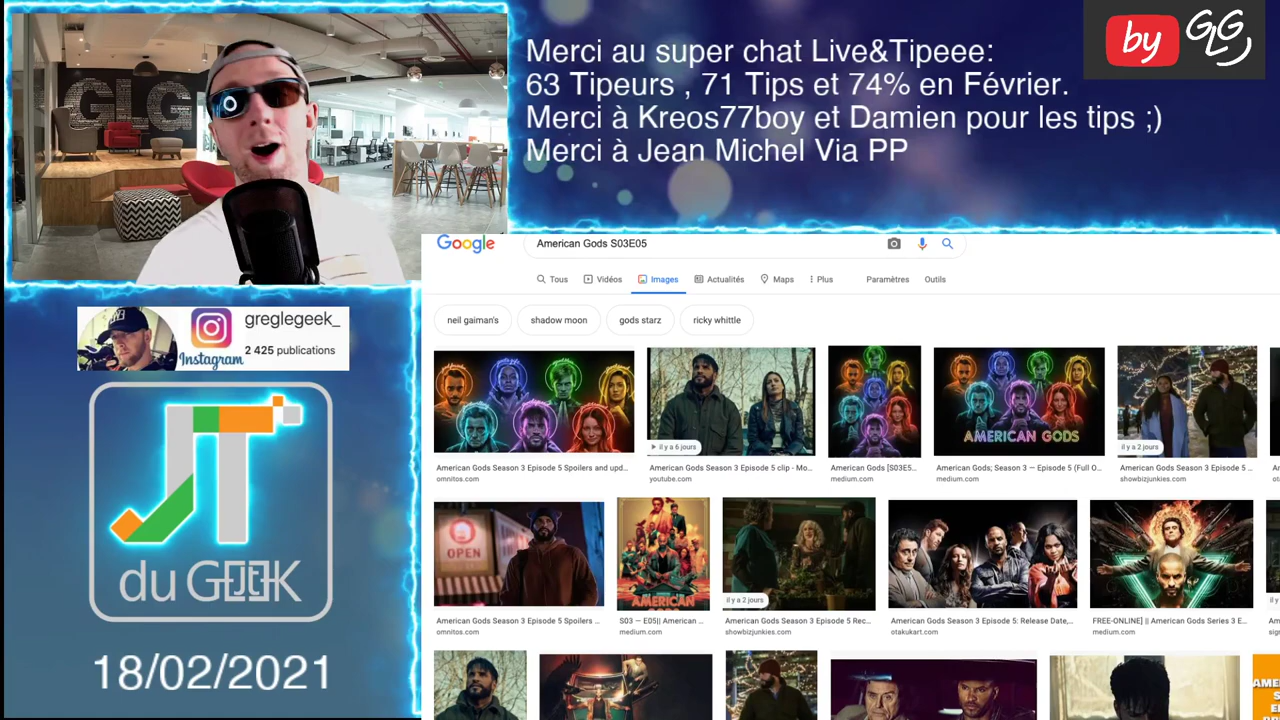 GLG
Merci au super chat Live&Tipeee:
63 Tipeurs , 71 Tips et 74% en Février.
Merci à Kreos77boy et Damien pour les tips ;)
Merci à Jean Michel Via PP
by GLG
Google
American Gods S03E05
Tous Vidéos Images Actualités Maps Plus Paramètres Outils
neil gaiman's shadow moon gods starz ricky whittle
greglegeek_
2 425 publications
Instagram
JT
du GEEK
18/02/2021
AMERICAN GODS
il y a 6 jours
il y a 2 jours
American Gods Season 3 Episode 5 Spoilers and upd...
omnitos.com
American Gods Season 3 Episode 5 clip - Mo...
youtube.com
American Gods [S03E5...
medium.com
American Gods; Season 3 — Episode 5 (Full O...
medium.com
American Gods Season 3 Episode 5 ...
showbizjunkies.com
OPEN
AMERICAN
il y a 2 jours
American Gods Season 3 Episode 5 Spoilers ...
omnitos.com
S03 — E05|| American ...
medium.com
American Gods Season 3 Episode 5 Rec...
showbizjunkies.com
American Gods Season 3 Episode 5: Release Date,...
otakukart.com
FREE-ONLINE] || American Gods Series 3 E...
medium.com